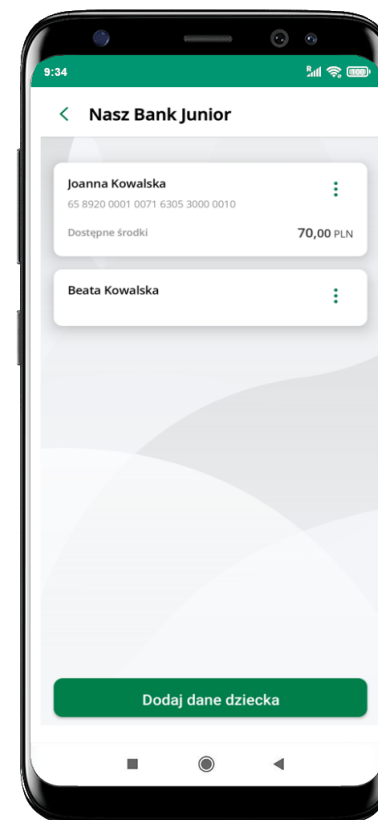 9:34
Nasz Bank Junior
Joanna Kowalska
65 8920 0001 0071 6305 3000 0010
Dostępne środki 70,00 PLN
Beata Kowalska
Dodaj dane dziecka